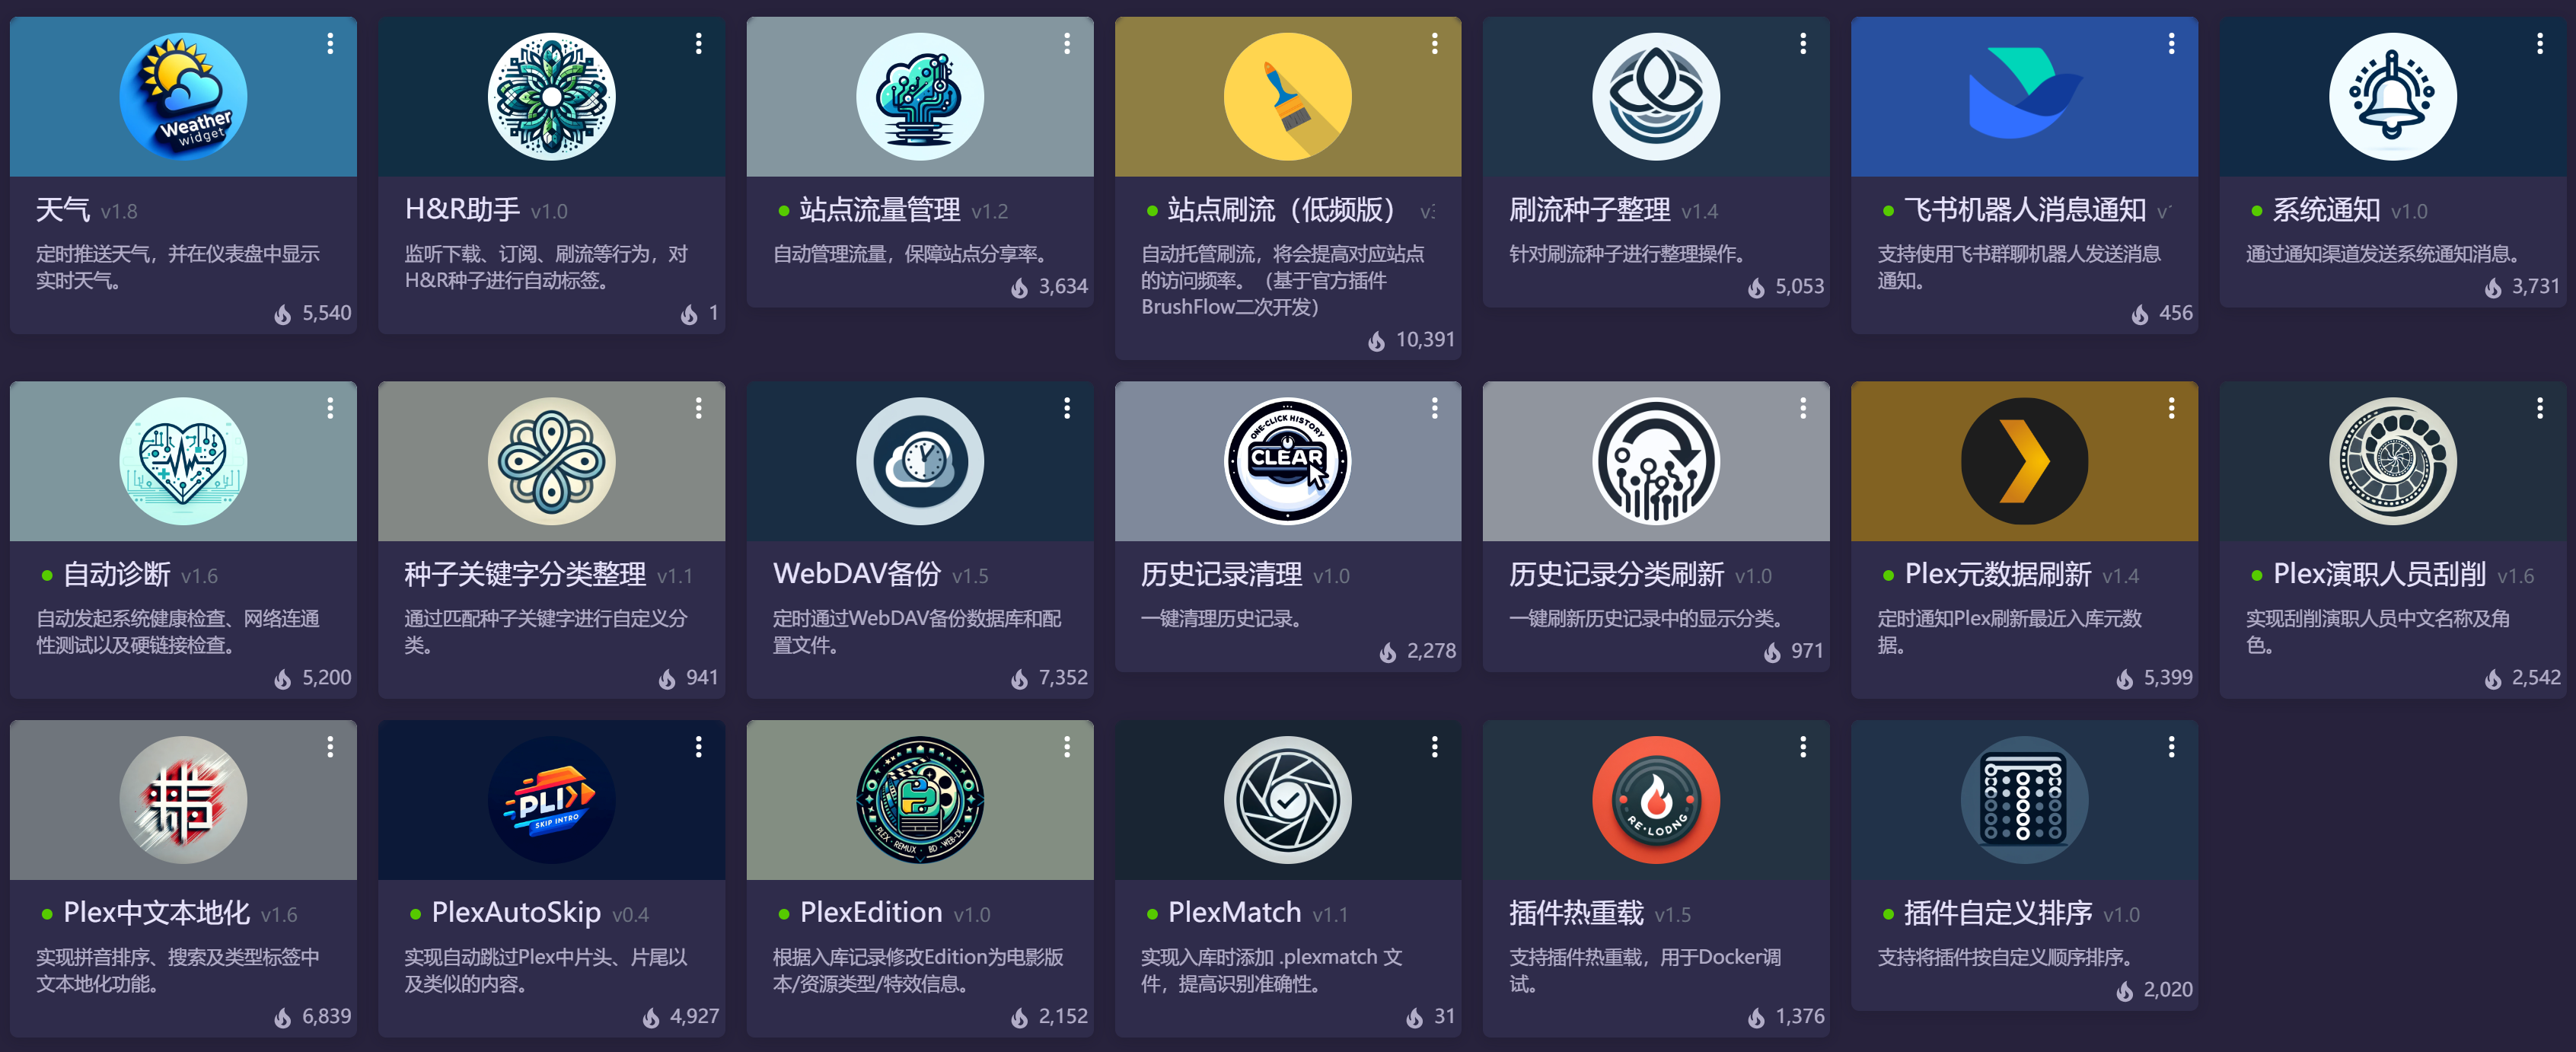 Weather
widget
天气 v1.8
定时推送天气，并在仪表盘中显示
实时天气。
5,540
H&R助手 v1.0
监听下载、订阅、刷流等行为，对
H&R种子进行自动标签。
1
站点流量管理 v1.2
自动管理流量，保障站点分享率。
3,634
站点刷流（低频版）
自动托管刷流，将会提高对应站点
的访问频率。（基于官方插件
BrushFlow二次开发）
10,391
刷流种子整理 v1.4
针对刷流种子进行整理操作。
5,053
飞书机器人消息通知
支持使用飞书群聊机器人发送消息
通知。
456
系统通知 v1.0
通过通知渠道发送系统通知消息。
3,731
自动诊断 v1.6
自动发起系统健康检查、网络连通
性测试以及硬链接检查。
5,200
种子关键字分类整理 v1.1
通过匹配种子关键字进行自定义分
类。
941
WebDAV备份 v1.5
定时通过WebDAV备份数据库和配
置文件。
7,352
ONE-CLICK HISTORY
CLEAR
历史记录清理 v1.0
一键清理历史记录。
2,278
历史记录分类刷新 v1.0
一键刷新历史记录中的显示分类。
971
Plex元数据刷新 v1.4
定时通知Plex刷新最近入库元数
据。
5,399
Plex演职人员刮削 v1.6
实现刮削演职人员中文名称及角
色。
2,542
Plex中文本地化 v1.6
实现拼音排序、搜索及类型标签中
文本地化功能。
6,839
PLI
SKIP INTRO
PlexAutoSkip v0.4
实现自动跳过Plex中片头、片尾以
及类似的内容。
4,927
PLEX · REMUX · BD · WEB-DL
PlexEdition v1.0
根据入库记录修改Edition为电影版
本/资源类型/特效信息。
2,152
PlexMatch v1.1
实现入库时添加 .plexmatch 文
件，提高识别准确性。
31
RE·LODNG
插件热重载 v1.5
支持插件热重载，用于Docker调
试。
1,376
插件自定义排序 v1.0
支持将插件按自定义顺序排序。
2,020